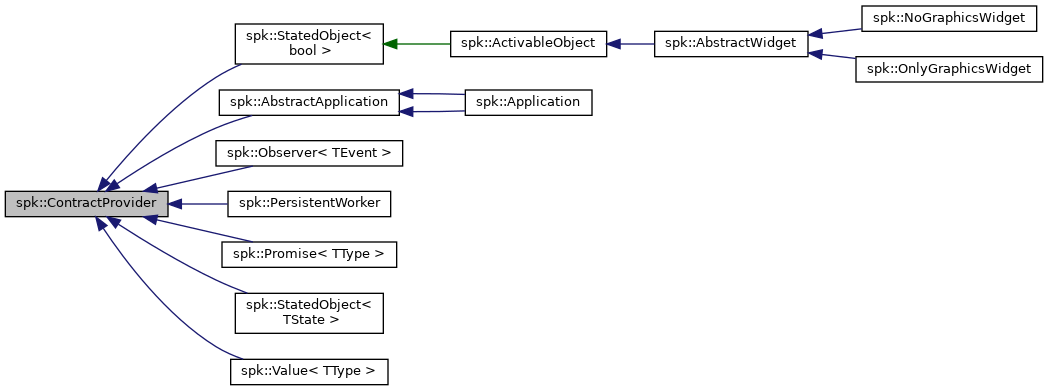 spk::NoGraphicsWidget
spk::StatedObject<
bool >
spk::ActivableObject
spk::AbstractWidget
spk::OnlyGraphicsWidget
spk::AbstractApplication
spk::Application
spk::Observer< TEvent >
spk::ContractProvider
spk::PersistentWorker
spk::Promise< TType >
spk::StatedObject<
TState >
spk::Value< TType >